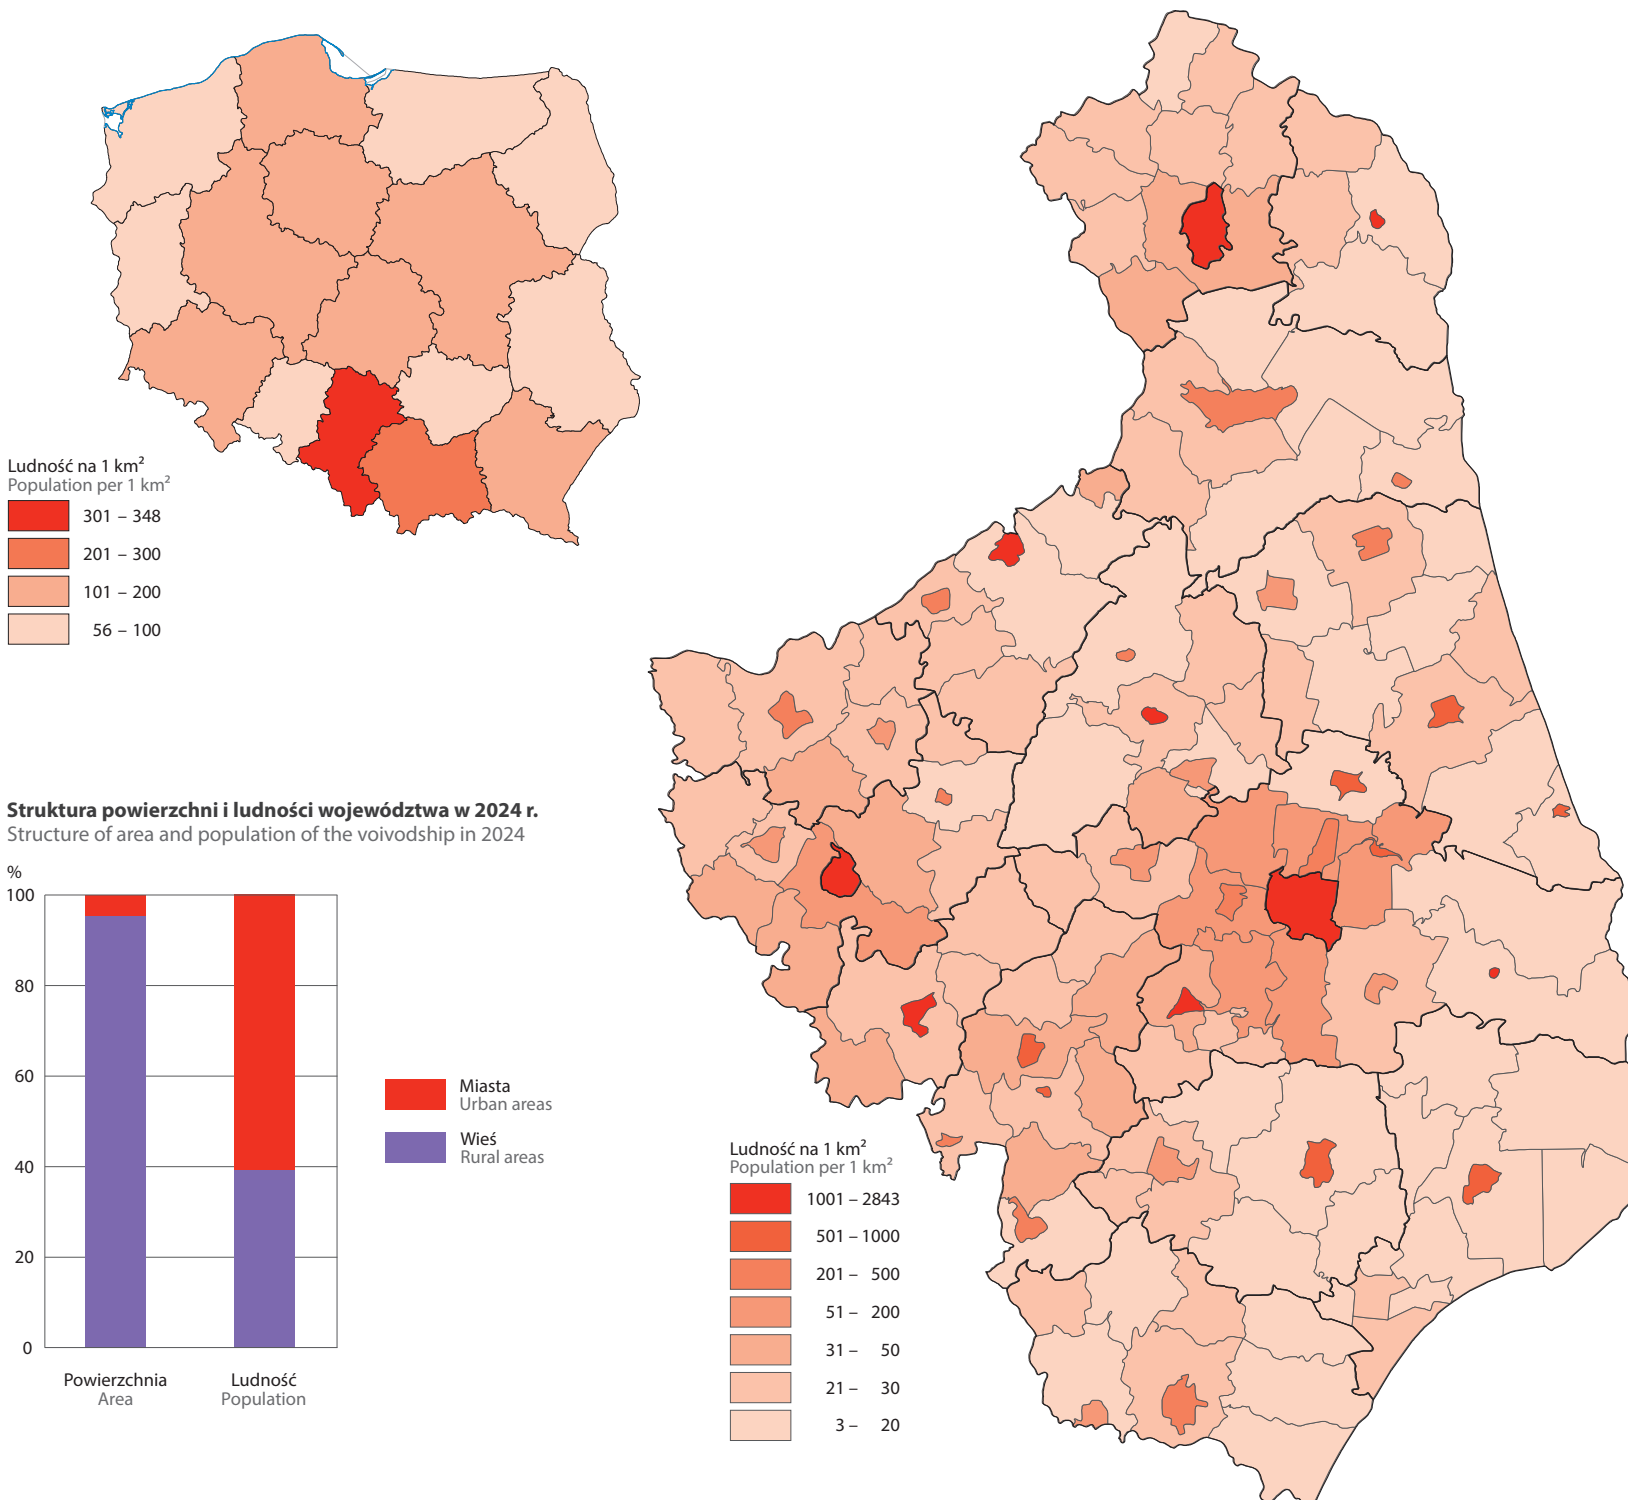 Ludność na 1 km²
Population per 1 km²
301 – 348
201 – 300
101 – 200
56 – 100
Struktura powierzchni i ludności województwa w 2024 r.
Structure of area and population of the voivodship in 2024
%
100
80
60
40
20
0
Powierzchnia
Area
Ludność
Population
Miasta
Urban areas
Wieś
Rural areas
Ludność na 1 km²
Population per 1 km²
1001 – 2843
501 – 1000
201 – 500
51 – 200
31 – 50
21 – 30
3 – 20